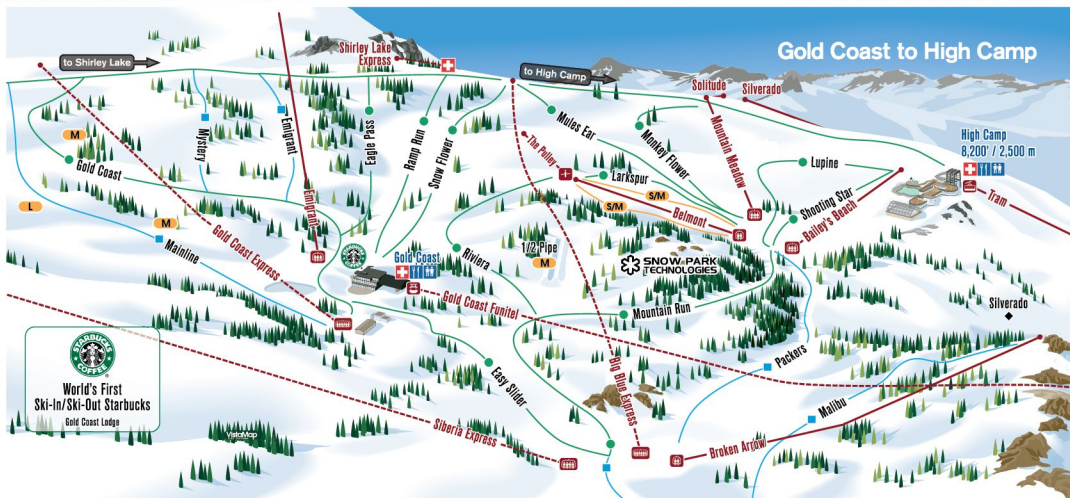 Gold Coast to High Camp
to Shirley Lake
Shirley Lake
Express
to High Camp
Solitude
Silverado
High Camp
8,200' / 2,500 m
Tram
M
Gold Coast
Mystery
Emigrant
Eagle Pass
Ramp Run
Snow Flower
The Pulley
Mules Ear
Monkey Flower
Mountain Meadow
Lupine
Larkspur
S/M
Belmont
S/M
Shooting Star
Bailey's Beach
L
M
Mainline
Gold Coast Express
Emigrant
Gold Coast
Riviera
1/2 Pipe
M
SNOW PARK
TECHNOLOGIES
Gold Coast Funitel
Mountain Run
Silverado
Easy Slider
Big Blue Express
Packers
Malibu
Broken Arrow
Siberia Express
STARBUCKS
COFFEE
World's First
Ski-In/Ski-Out Starbucks
Gold Coast Lodge
VistaMap